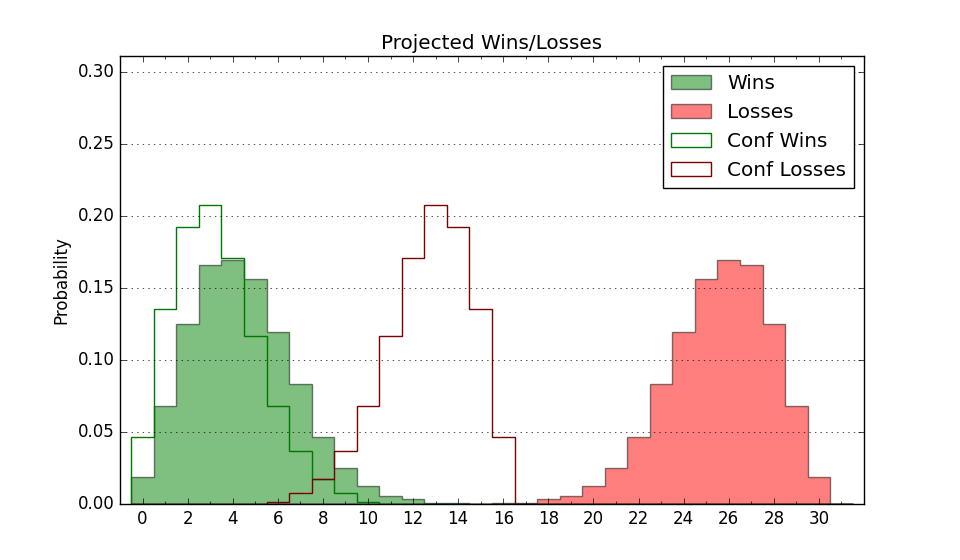 Projected Wins/Losses
Wins
Losses
Conf Wins
Conf Losses
Probability
0.30
0.25
0.20
0.15
0.10
0.05
0.00
0 2 4 6 8 10 12 14 16 18 20 22 24 26 28 30